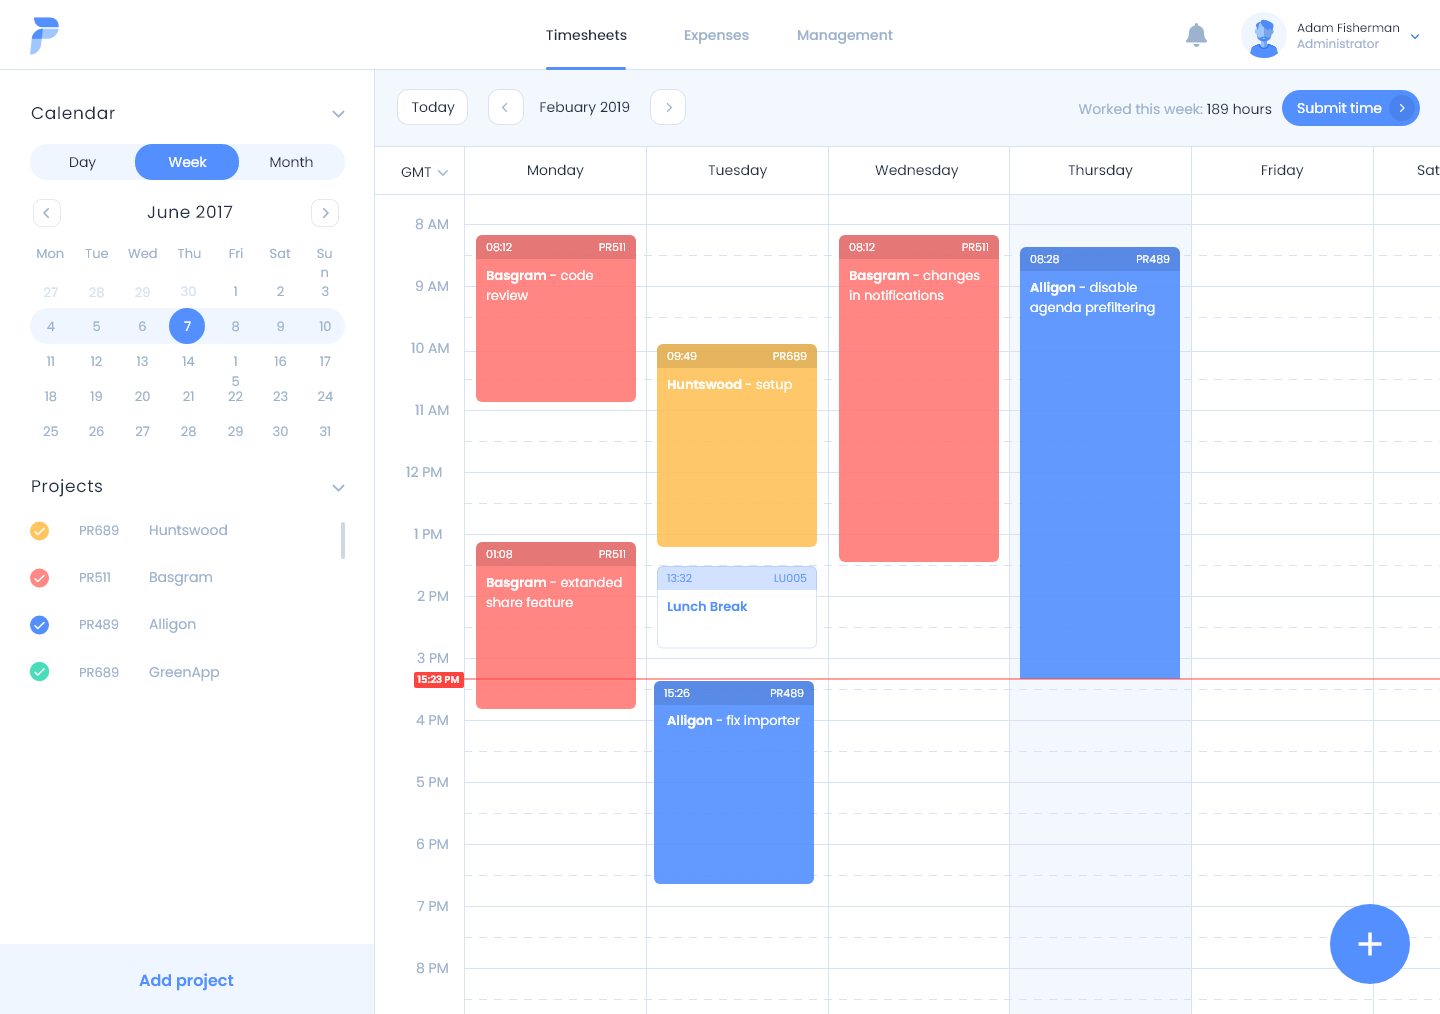 Timesheets
Expenses
Management
Adam Fisherman
Administrator
Calendar
Day
Week
Month
June 2017
Mon Tue Wed Thu Fri Sat Su
n
27 28 29 30 1 2 3
4 5 6 7 8 9 10
11 12 13 14 1 16 17
5
18 19 20 21 22 23 24
25 26 27 28 29 30 31
Projects
PR689 Huntswood
PR511 Basgram
PR489 Alligon
PR689 GreenApp
Add project
Today
Febuary 2019
Worked this week: 189 hours
Submit time
GMT
Monday
Tuesday
Wednesday
Thursday
Friday
Sat
8 AM
9 AM
10 AM
11 AM
12 PM
1 PM
2 PM
3 PM
15:23 PM
4 PM
5 PM
6 PM
7 PM
8 PM
08:12 PR511
Basgram - code
review
01:08 PR511
Basgram - extanded
share feature
09:49 PR689
Huntswood - setup
13:32 LU005
Lunch Break
15:26 PR489
Alligon - fix importer
08:12 PR511
Basgram - changes
in notifications
08:28 PR489
Alligon - disable
agenda prefiltering